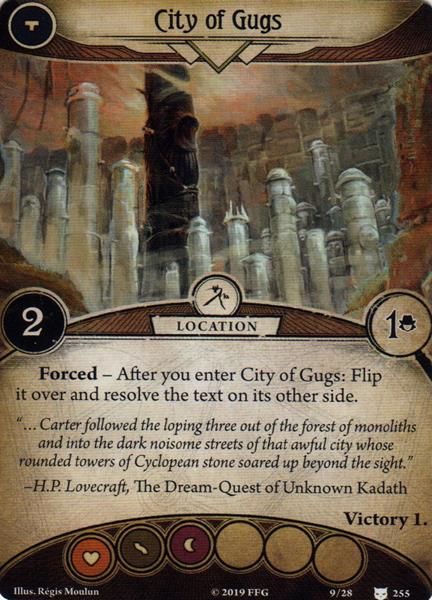 City of Gugs
2
1
LOCATION
Forced – After you enter City of Gugs: Flip
it over and resolve the text on its other side.
“… Carter followed the loping three out of the forest of monoliths
and into the dark noisome streets of that awful city whose
rounded towers of Cyclopean stone soared up beyond the sight.”
–H.P. Lovecraft, The Dream-Quest of Unknown Kadath
Victory 1.
Illus. Régis Moulun © 2019 FFG 9/28 255